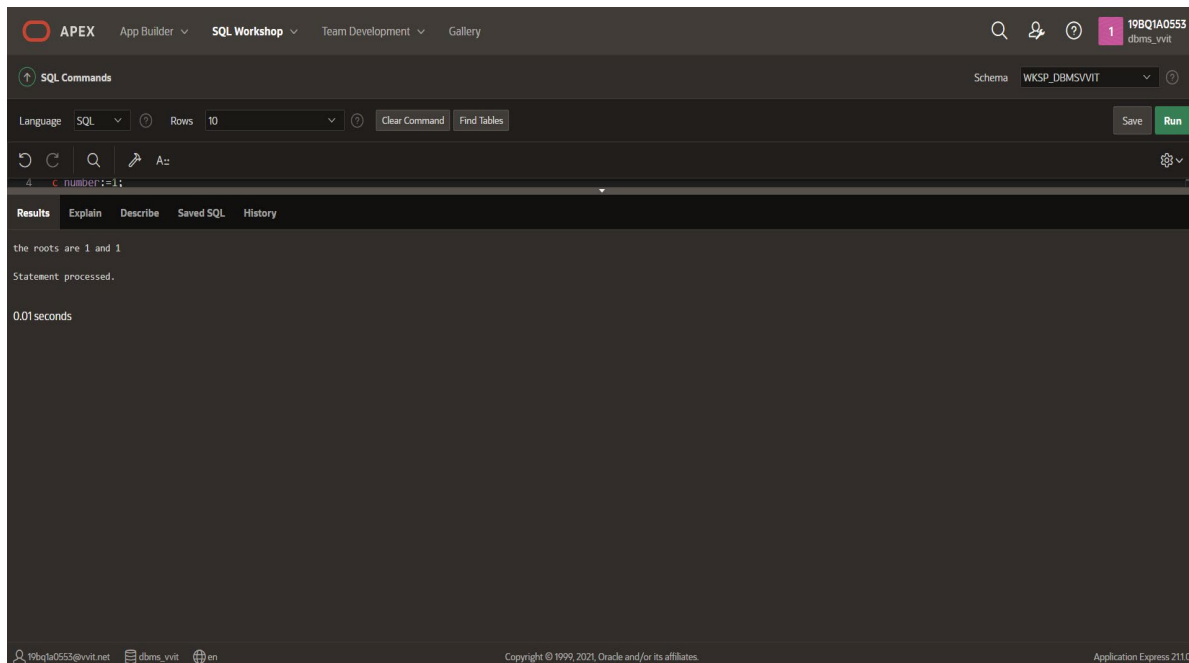 APEX App Builder SQL Workshop Team Development Gallery 1 19BQ1A0553
dbms_vvit
SQL Commands Schema WKSP_DBMSVVIT
Language SQL Rows 10 Clear Command Find Tables Save Run
A::
4 c number:=1;
Results Explain Describe Saved SQL History
the roots are 1 and 1
Statement processed.
0.01 seconds
19bq1a0553@vvit.net dbms_vvit en Copyright © 1999, 2021, Oracle and/or its affiliates. Application Express 21.1.0